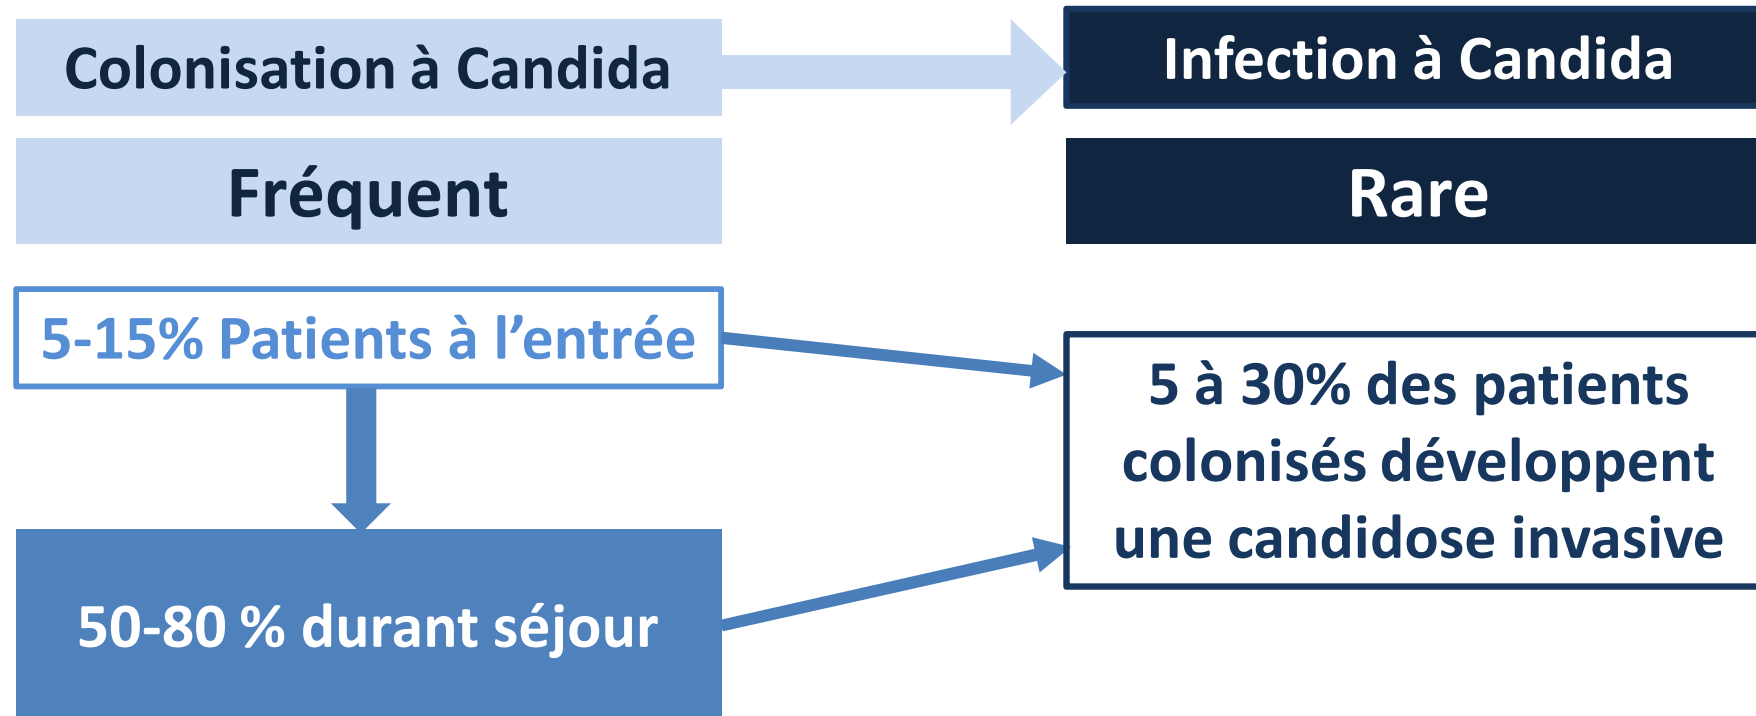 Colonisation à Candida
Infection à Candida
Fréquent
Rare
5-15% Patients à l’entrée
5 à 30% des patients
colonisés développent
une candidose invasive
50-80 % durant séjour